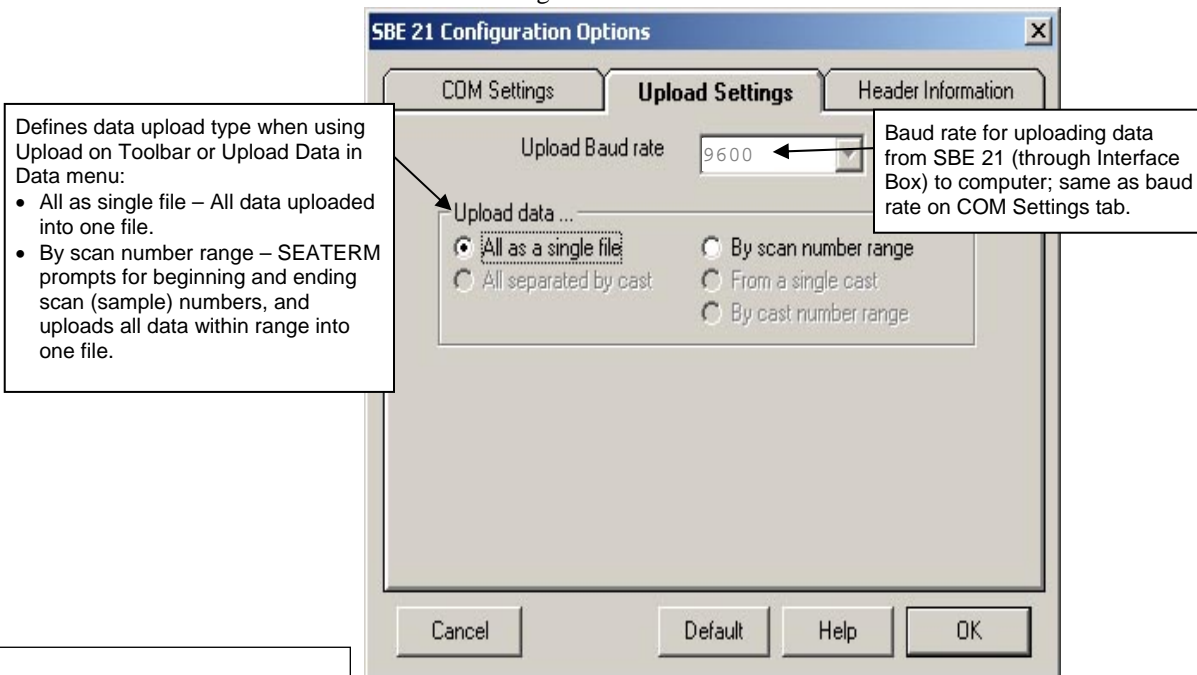 SBE 21 Configuration Options
COM Settings
Upload Settings
Header Information
Defines data upload type when using
Upload on Toolbar or Upload Data in
Data menu:
• All as single file – All data uploaded
into one file.
• By scan number range – SEATERM
prompts for beginning and ending
scan (sample) numbers, and
uploads all data within range into
one file.
Upload Baud rate
9600
Baud rate for uploading data
from SBE 21 (through Interface
Box) to computer; same as baud
rate on COM Settings tab.
Upload data ...
All as a single file
By scan number range
All separated by cast
From a single cast
By cast number range
Cancel
Default
Help
OK